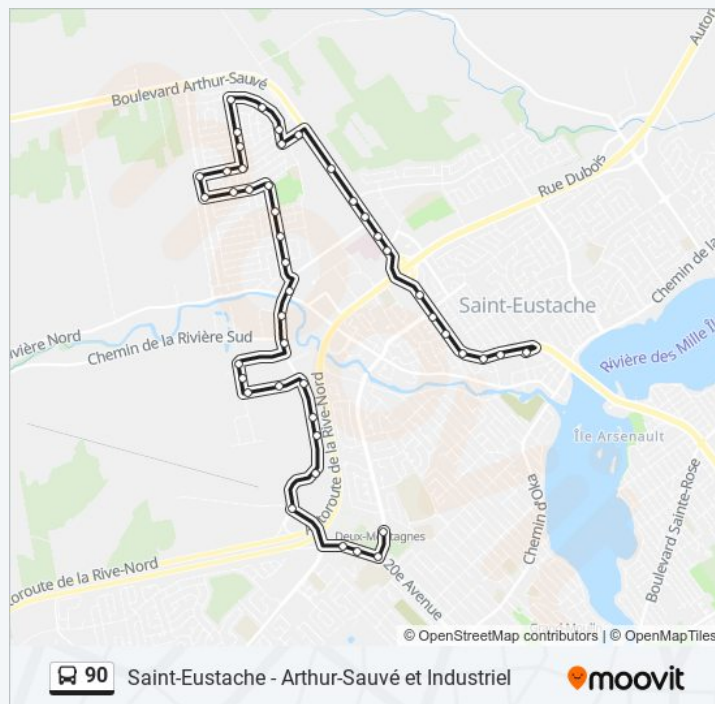 Boulevard Arthur-Sauvé
Rue Dubois
Chemin de la
Saint-Eustache
Rivière des Mille Îl
Rivière Nord
Chemin de la Rivière Sud
Île Arsenault
Autoroute de la Rive-Nord
Boulevard Sainte-Rose
Chemin d'Oka
Deux-Montagnes
20e Avenue
oroute de la Rive-Nord
© OpenStreetMap contributors | © OpenMapTiles
90 Saint-Eustache - Arthur-Sauvé et Industriel
moovit